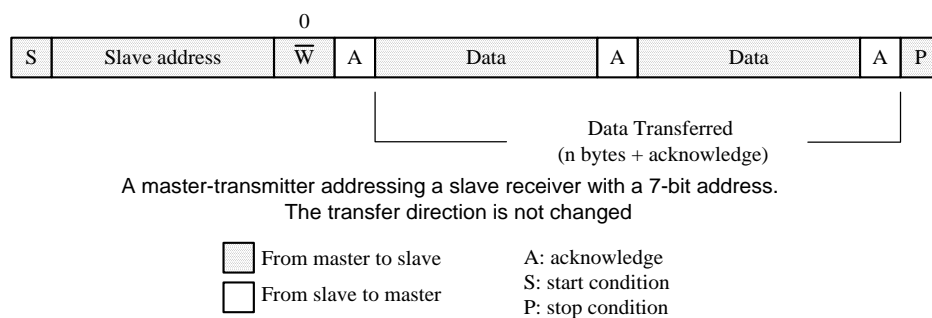 0
S Slave address W̅ A Data A Data A P
Data Transferred
(n bytes + acknowledge)
A master-transmitter addressing a slave receiver with a 7-bit address.
The transfer direction is not changed
From master to slave
From slave to master
A: acknowledge
S: start condition
P: stop condition